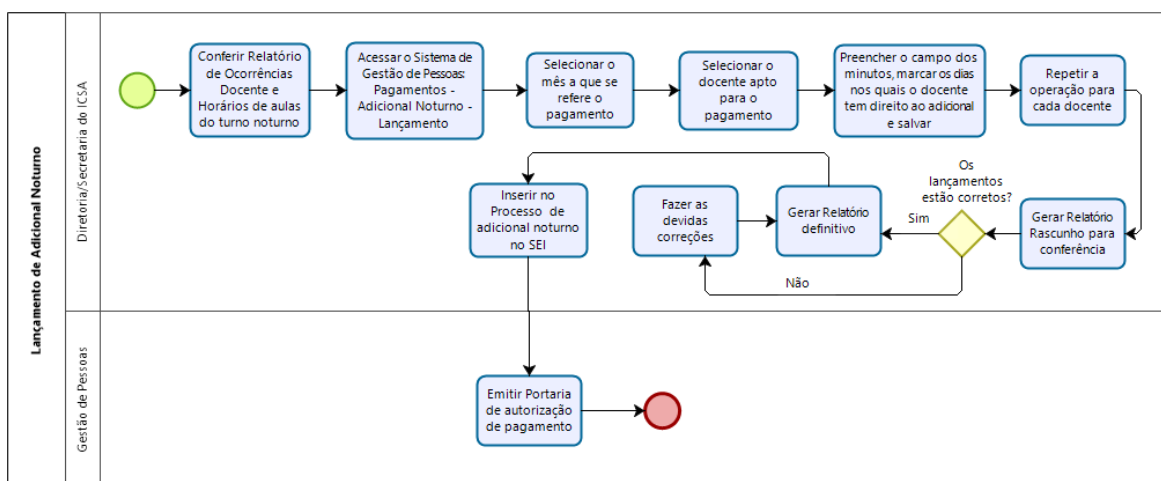 Lançamento de Adicional Noturno
Diretoria/Secretaria do ICSA
Conferir Relatório
de Ocorrências
Docente e
Horários de aulas
do turno noturno
Acessar o Sistema de
Gestão de Pessoas:
Pagamentos -
Adicional Noturno -
Lançamento
Selecionar o
mês a que se
refere o
pagamento
Selecionar o
docente apto
para o
pagamento
Preencher o campo dos
minutos, marcar os dias
nos quais o docente
tem direito ao adicional
e salvar
Repetir a
operação para
cada docente
Gerar Relatório
Rascunho para
conferência
Os
lançamentos
estão corretos?
Sim
Não
Fazer as
devidas
correções
Gerar Relatório
definitivo
Inserir no
Processo de
adicional noturno
no SEI
Gestão de Pessoas
Emitir Portaria
de autorização
de pagamento